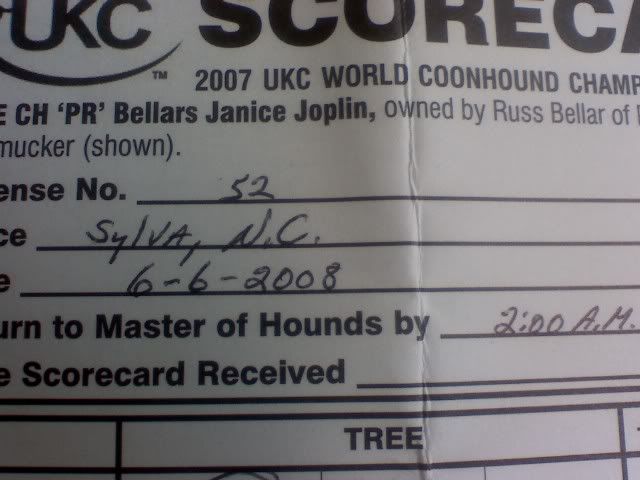 UKC SCORECA
TM
2007 UKC WORLD COONHOUND CHAMP
E CH 'PR' Bellars Janice Joplin, owned by Russ Bellar of
mucker (shown).
ense No. 52
ce Sylva, N.C.
e 6-6-2008
urn to Master of Hounds by 2:00 A.M.
e Scorecard Received
TREE